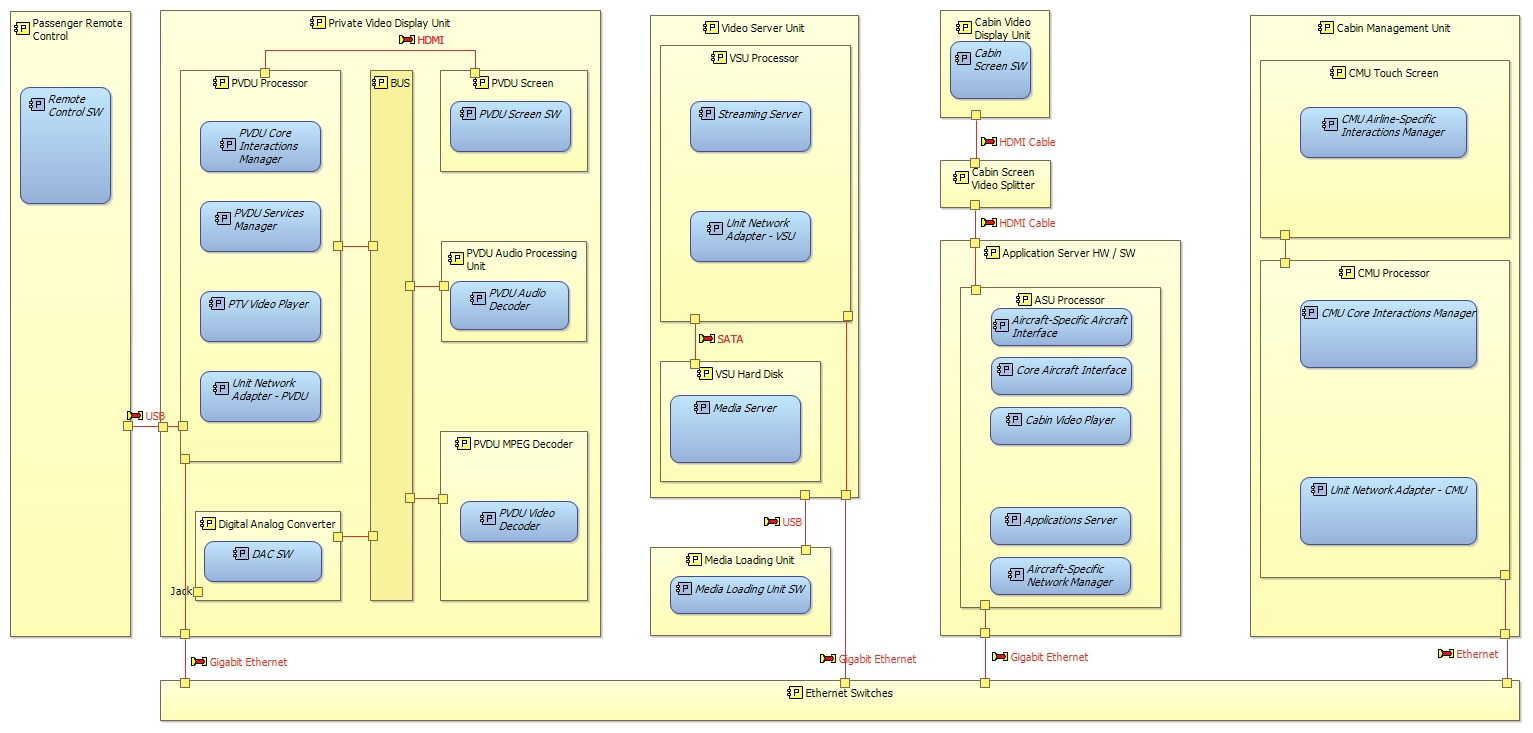 Passenger Remote
Control
Remote
Control SW
Private Video Display Unit
HDMI
PVDU Processor
PVDU Core
Interactions
Manager
PVDU Services
Manager
PTV Video Player
Unit Network
Adapter - PVDU
USB
BUS
PVDU Screen
PVDU Screen SW
PVDU Audio Processing
Unit
PVDU Audio
Decoder
PVDU MPEG Decoder
PVDU Video
Decoder
Digital Analog Converter
DAC SW
Jack
Gigabit Ethernet
Video Server Unit
VSU Processor
Streaming Server
Unit Network
Adapter - VSU
SATA
VSU Hard Disk
Media Server
USB
Media Loading Unit
Media Loading Unit SW
Gigabit Ethernet
Cabin Video
Display Unit
Cabin
Screen SW
HDMI Cable
Cabin Screen
Video Splitter
HDMI Cable
Application Server HW / SW
ASU Processor
Aircraft-Specific Aircraft
Interface
Core Aircraft Interface
Cabin Video Player
Applications Server
Aircraft-Specific
Network Manager
Gigabit Ethernet
Cabin Management Unit
CMU Touch Screen
CMU Airline-Specific
Interactions Manager
CMU Processor
CMU Core Interactions Manager
Unit Network Adapter - CMU
Ethernet
Ethernet Switches